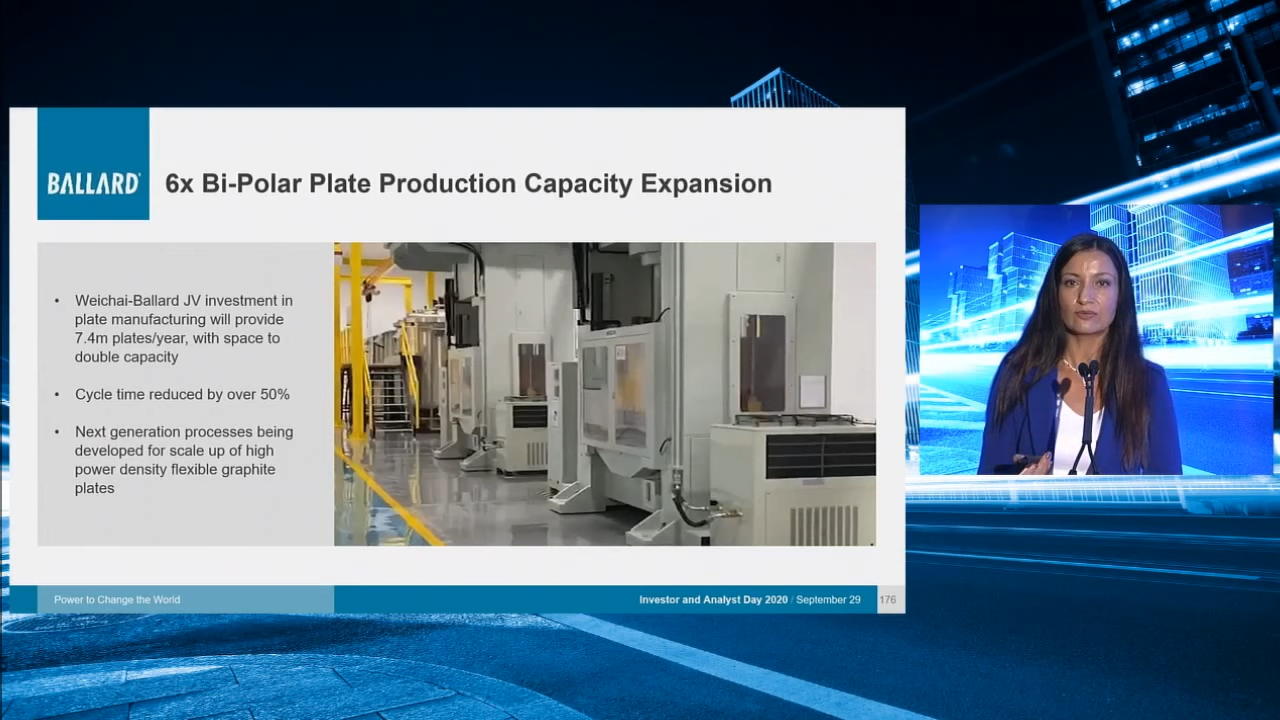 BALLARD
6x Bi-Polar Plate Production Capacity Expansion
• Weichai-Ballard JV investment in
plate manufacturing will provide
7.4m plates/year, with space to
double capacity
• Cycle time reduced by over 50%
• Next generation processes being
developed for scale up of high
power density flexible graphite
plates
Power to Change the World
Investor and Analyst Day 2020 / September 29
176